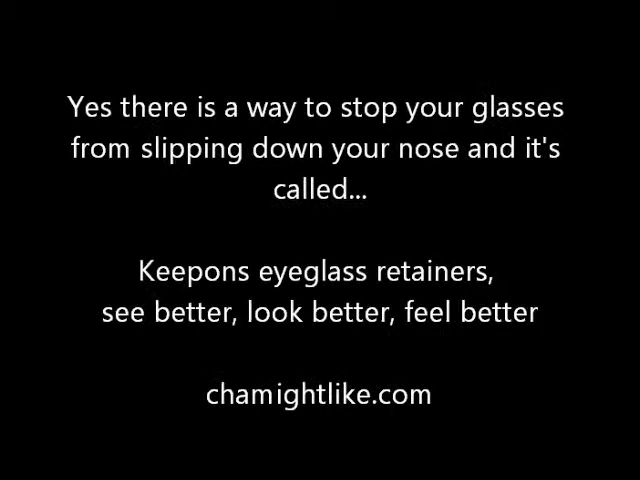 Yes there is a way to stop your glasses
from slipping down your nose and it's
called...
Keepons eyeglass retainers,
see better, look better, feel better
chamightlike.com